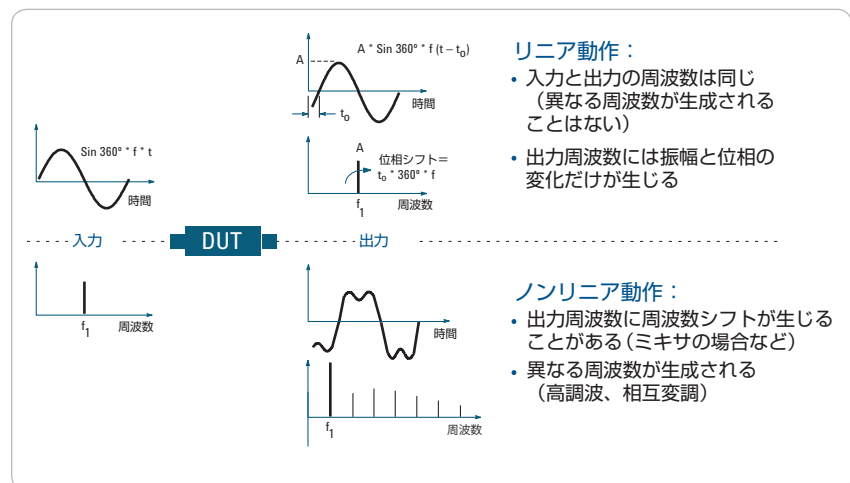 A * Sin 360° * f (t – t0)
A
時間
t0
リニア動作：
• 入力と出力の周波数は同じ
（異なる周波数が生成される
ことはない）
• 出力周波数には振幅と位相の
変化だけが生じる
Sin 360° * f * t
時間
A
位相シフト＝
t0 * 360° * f
f1
周波数
入力
DUT
出力
f1
周波数
時間
f1
周波数
ノンリニア動作：
• 出力周波数に周波数シフトが生じる
ことがある（ミキサの場合など）
• 異なる周波数が生成される
（高調波、相互変調）